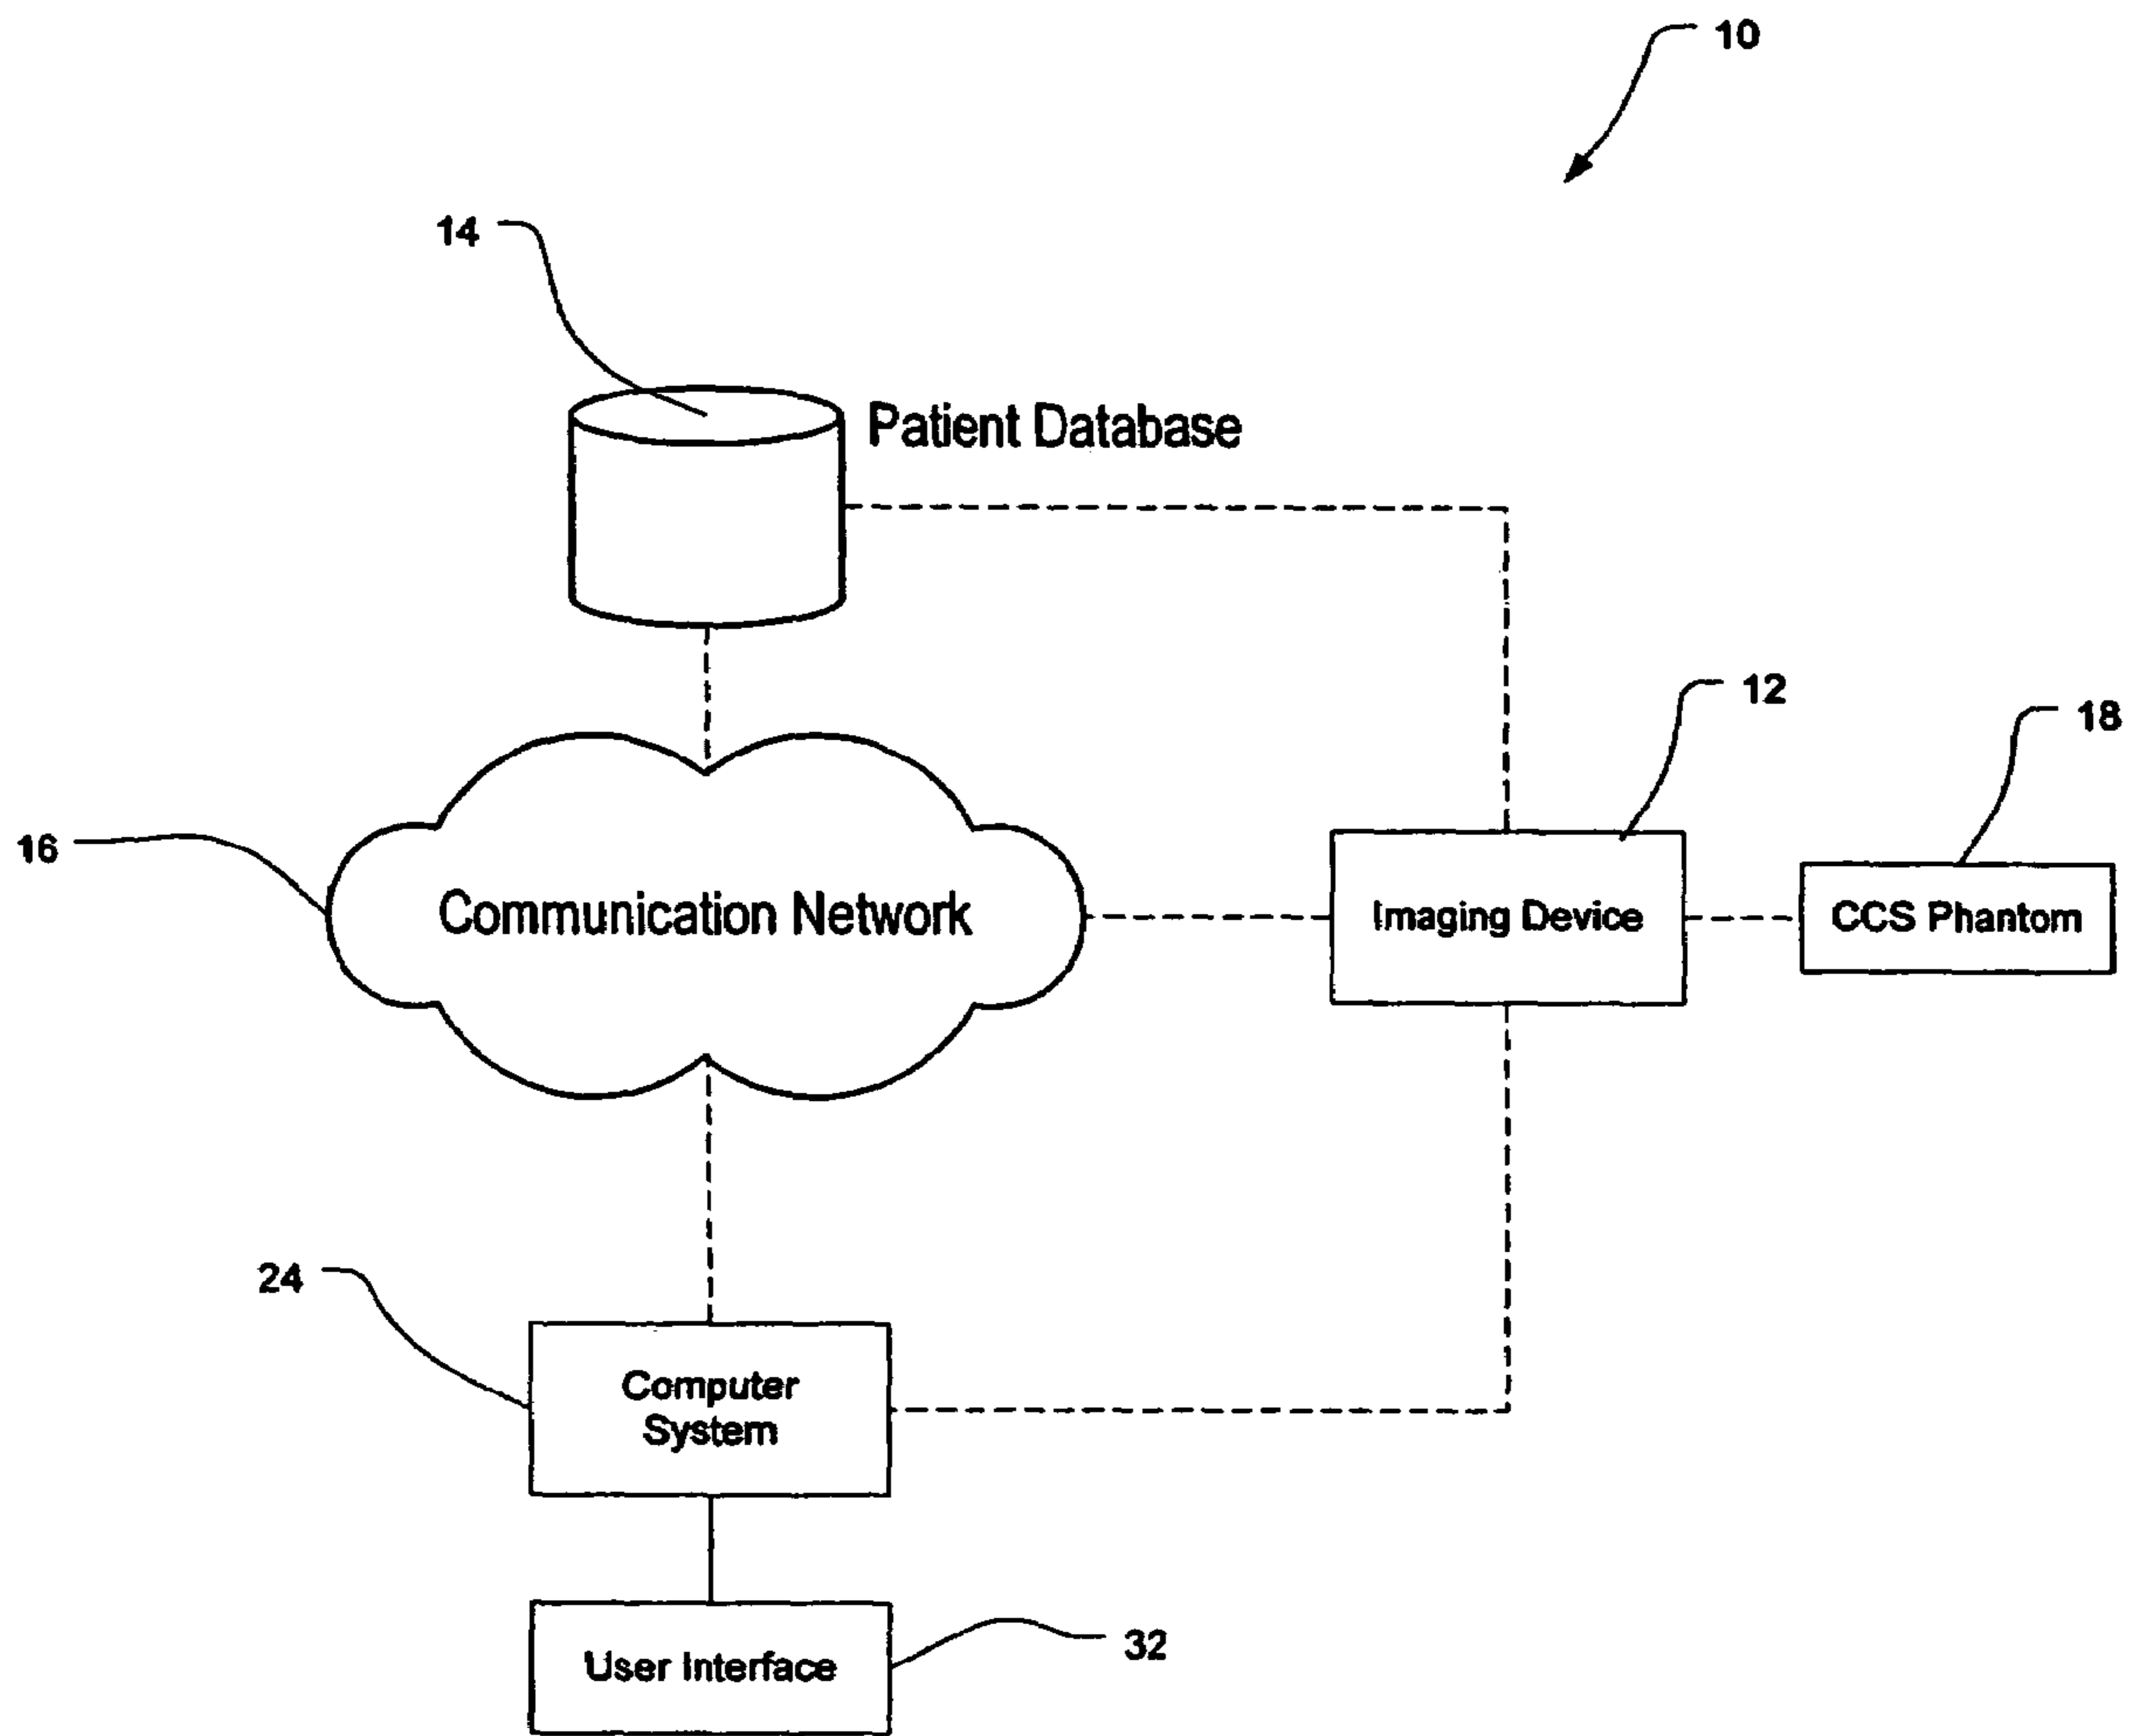 10
14
Patient Database
12
18
16
Communication Network
Imaging Device
CCS Phantom
24
Computer
System
User Interface
32